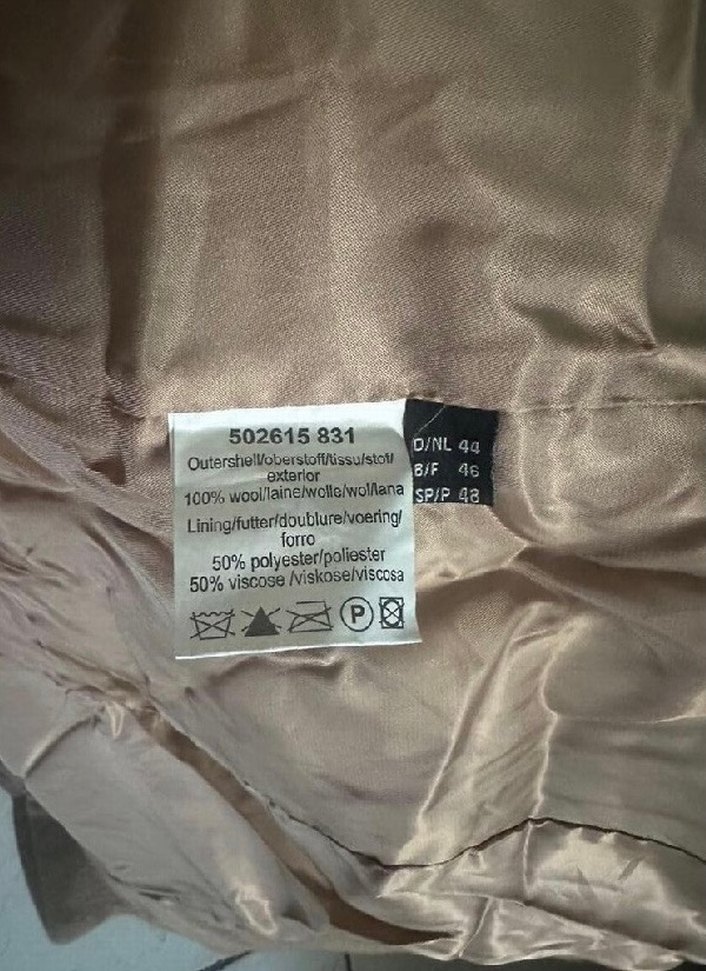 502615 831
Outershell/oberstoff/tissu/stof/
exterior
100% wool/laine/wolle/wol/lana
Lining/futter/doublure/voering/
forro
50% polyester/poliester
50% viscose /viskose/viscosa
P
D/NL 44
B/F 46
SP/P 48